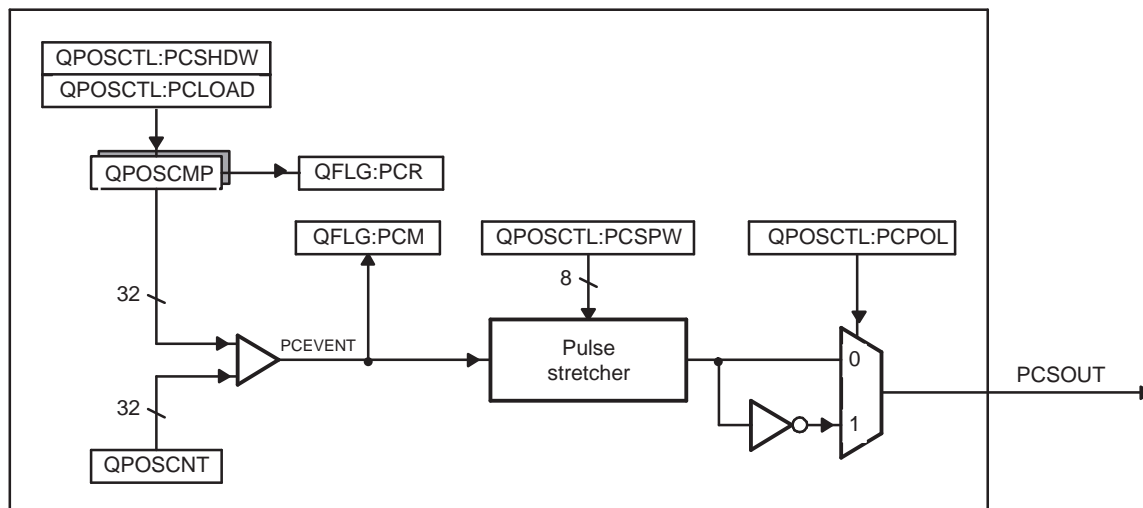 QPOSCTL:PCSHDW
QPOSCTL:PCLOAD
QPOSCMP
QFLG:PCR
QFLG:PCM
QPOSCTL:PCSPW
QPOSCTL:PCPOL
32
8
PCEVENT
Pulse
stretcher
0
PCSOUT
32
1
QPOSCNT